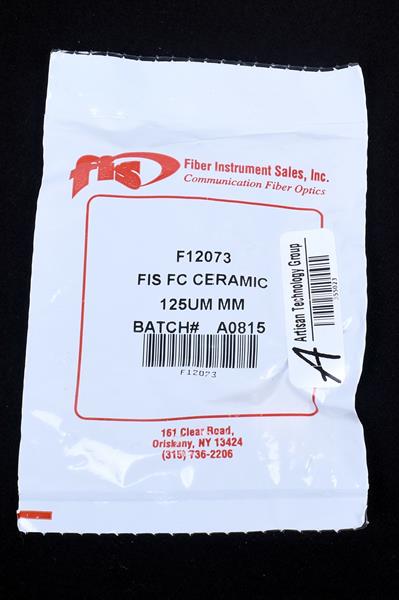 fis
Fiber Instrument Sales, Inc.
Communication Fiber Optics
F12073
FIS FC CERAMIC
125UM MM
BATCH# A0815
F12073
161 Clear Road,
Oriskany, NY 13424
(315) 736-2206
A
Artisan Technology Group